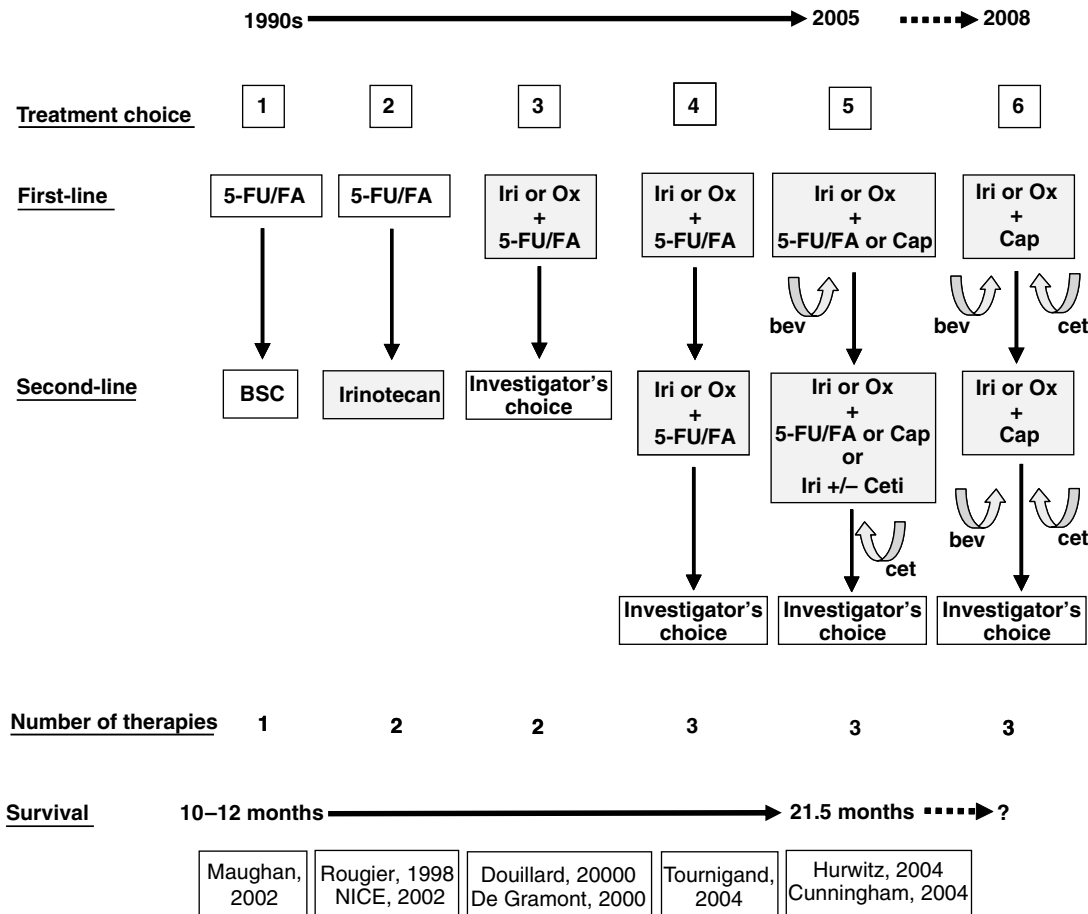 1990s 2005 2008
Treatment choice 1 2 3 4 5 6
First-line
5-FU/FA
5-FU/FA
Iri or Ox
+
5-FU/FA
Iri or Ox
+
5-FU/FA
Iri or Ox
+
5-FU/FA or Cap
Iri or Ox
+
Cap
bev
bev
cet
Second-line
BSC
Irinotecan
Investigator's
choice
Iri or Ox
+
5-FU/FA
Iri or Ox
+
5-FU/FA or Cap
or
Iri +/– Ceti
Iri or Ox
+
Cap
cet
bev
cet
Investigator's
choice
Investigator's
choice
Investigator's
choice
Number of therapies 1 2 2 3 3 3
Survival 10–12 months 21.5 months ?
Maughan,
2002
Rougier, 1998
NICE, 2002
Douillard, 20000
De Gramont, 2000
Tournigand,
2004
Hurwitz, 2004
Cunningham, 2004